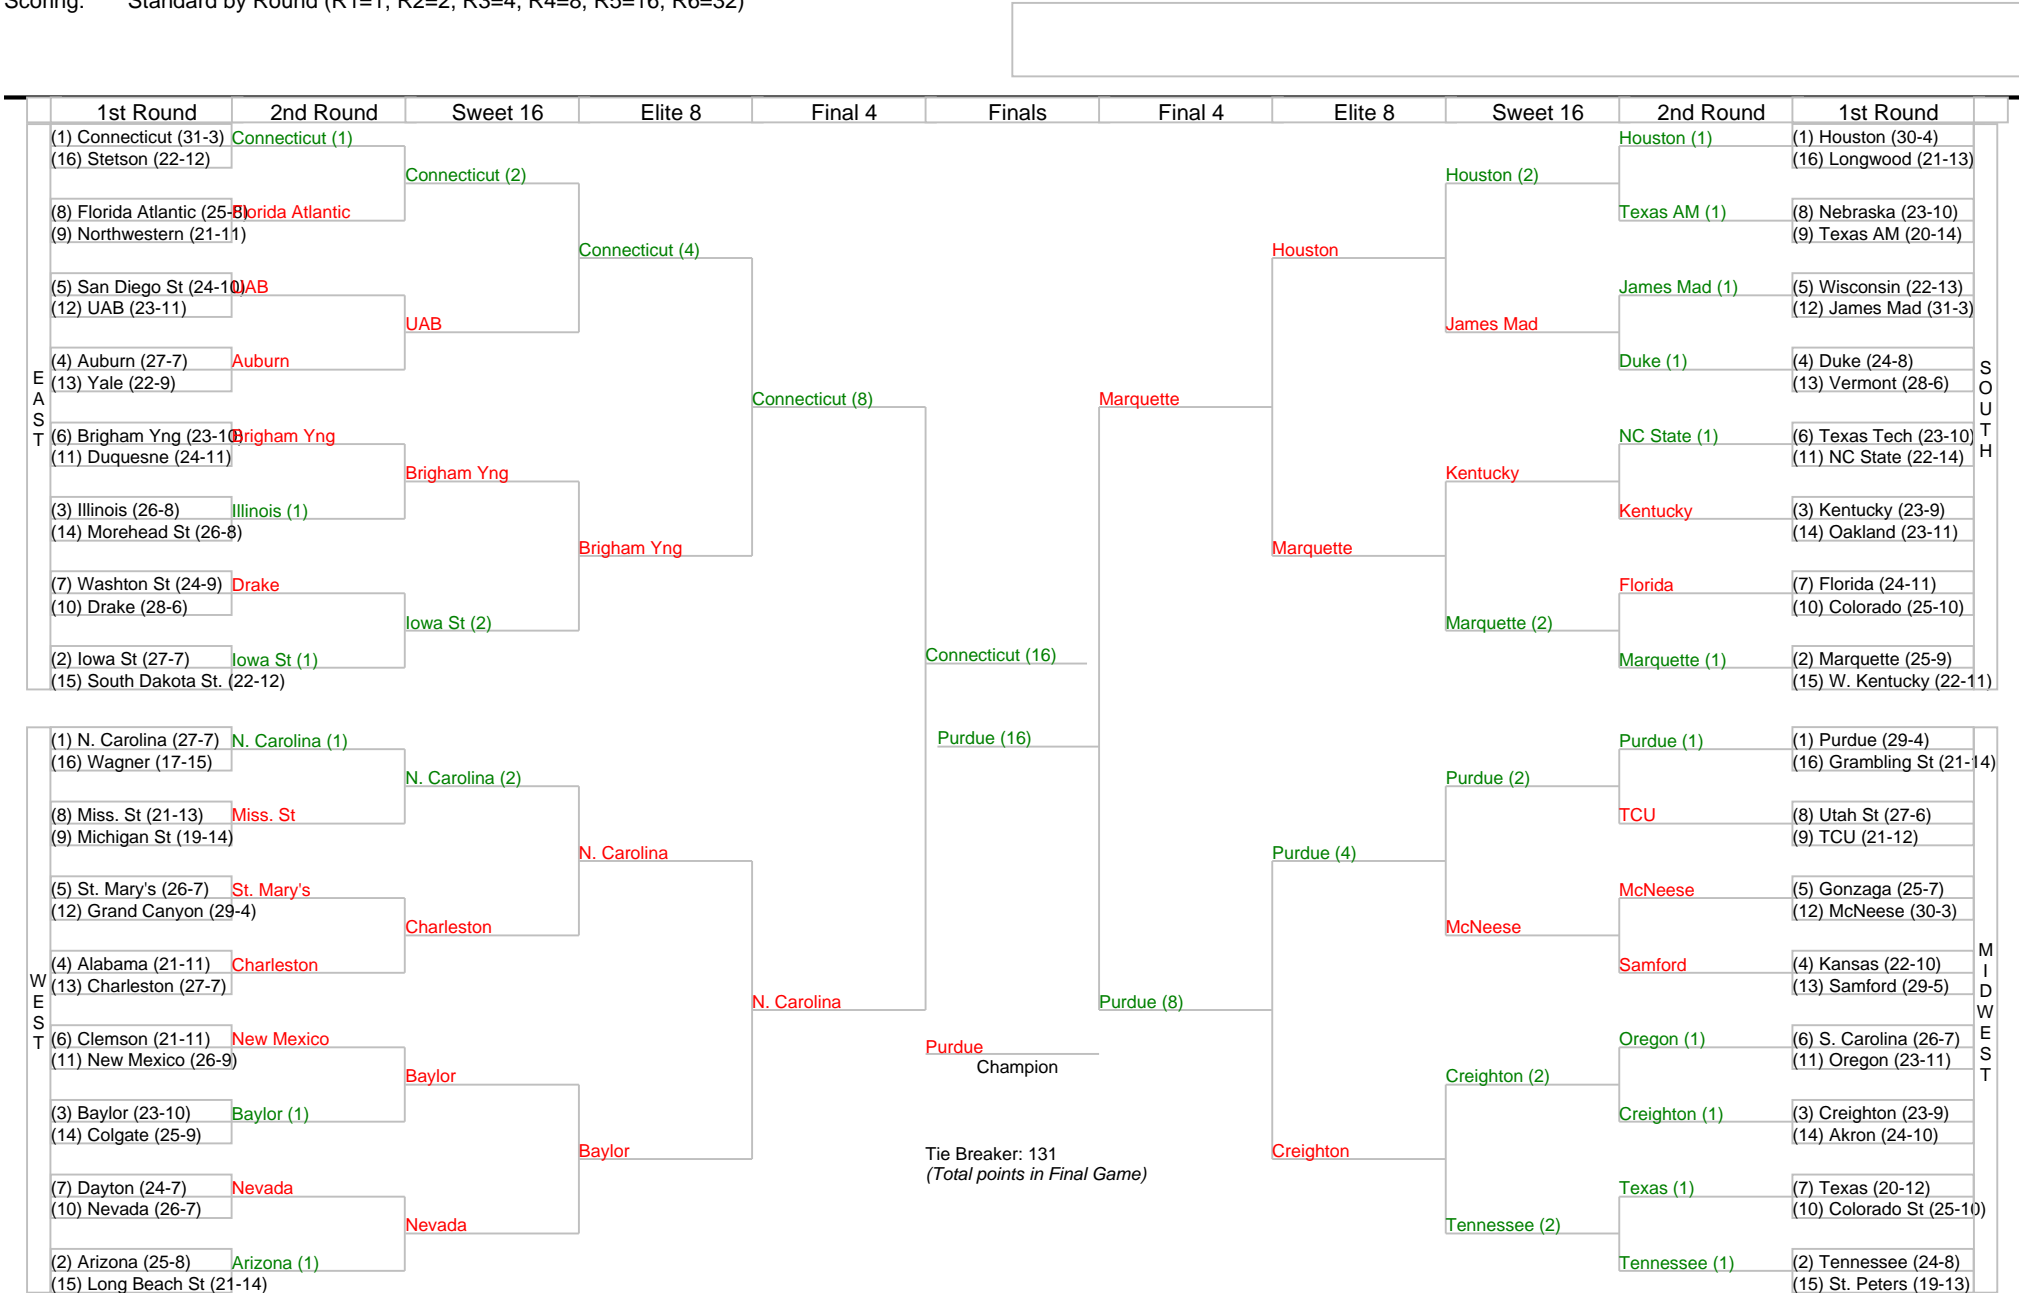 Scoring: Standard by Round (R1=1, R2=2, R3=4, R4=8, R5=16, R6=32)
1st Round 2nd Round Sweet 16 Elite 8 Final 4 Finals Final 4 Elite 8 Sweet 16 2nd Round 1st Round
EAST
(1) Connecticut (31-3)
(16) Stetson (22-12)
(8) Florida Atlantic (25-8)
(9) Northwestern (21-11)
(5) San Diego St (24-10)
(12) UAB (23-11)
(4) Auburn (27-7)
(13) Yale (22-9)
(6) Brigham Yng (23-10)
(11) Duquesne (24-11)
(3) Illinois (26-8)
(14) Morehead St (26-8)
(7) Washton St (24-9)
(10) Drake (28-6)
(2) Iowa St (27-7)
(15) South Dakota St. (22-12)
Connecticut (1)
Florida Atlantic
UAB
Auburn
Brigham Yng
Illinois (1)
Drake
Iowa St (1)
Connecticut (2)
UAB
Brigham Yng
Iowa St (2)
Connecticut (4)
Brigham Yng
Connecticut (8)
WEST
(1) N. Carolina (27-7)
(16) Wagner (17-15)
(8) Miss. St (21-13)
(9) Michigan St (19-14)
(5) St. Mary's (26-7)
(12) Grand Canyon (29-4)
(4) Alabama (21-11)
(13) Charleston (27-7)
(6) Clemson (21-11)
(11) New Mexico (26-9)
(3) Baylor (23-10)
(14) Colgate (25-9)
(7) Dayton (24-7)
(10) Nevada (26-7)
(2) Arizona (25-8)
(15) Long Beach St (21-14)
N. Carolina (1)
Miss. St
St. Mary's
Charleston
New Mexico
Baylor (1)
Nevada
Arizona (1)
N. Carolina (2)
Charleston
Baylor
Nevada
N. Carolina
Baylor
N. Carolina
Connecticut (16)
Purdue (16)
Purdue
Champion
Tie Breaker: 131
(Total points in Final Game)
Marquette
Houston
Marquette
Houston (2)
James Mad
Kentucky
Marquette (2)
Houston (1)
Texas AM (1)
James Mad (1)
Duke (1)
NC State (1)
Kentucky
Florida
Marquette (1)
(1) Houston (30-4)
(16) Longwood (21-13)
(8) Nebraska (23-10)
(9) Texas AM (20-14)
(5) Wisconsin (22-13)
(12) James Mad (31-3)
(4) Duke (24-8)
(13) Vermont (28-6)
(6) Texas Tech (23-10)
(11) NC State (22-14)
(3) Kentucky (23-9)
(14) Oakland (23-11)
(7) Florida (24-11)
(10) Colorado (25-10)
(2) Marquette (25-9)
(15) W. Kentucky (22-11)
SOUTH
Purdue (8)
Purdue (4)
Creighton
Purdue (2)
McNeese
Creighton (2)
Tennessee (2)
Purdue (1)
TCU
McNeese
Samford
Oregon (1)
Creighton (1)
Texas (1)
Tennessee (1)
(1) Purdue (29-4)
(16) Grambling St (21-14)
(8) Utah St (27-6)
(9) TCU (21-12)
(5) Gonzaga (25-7)
(12) McNeese (30-3)
(4) Kansas (22-10)
(13) Samford (29-5)
(6) S. Carolina (26-7)
(11) Oregon (23-11)
(3) Creighton (23-9)
(14) Akron (24-10)
(7) Texas (20-12)
(10) Colorado St (25-10)
(2) Tennessee (24-8)
(15) St. Peters (19-13)
MIDWEST